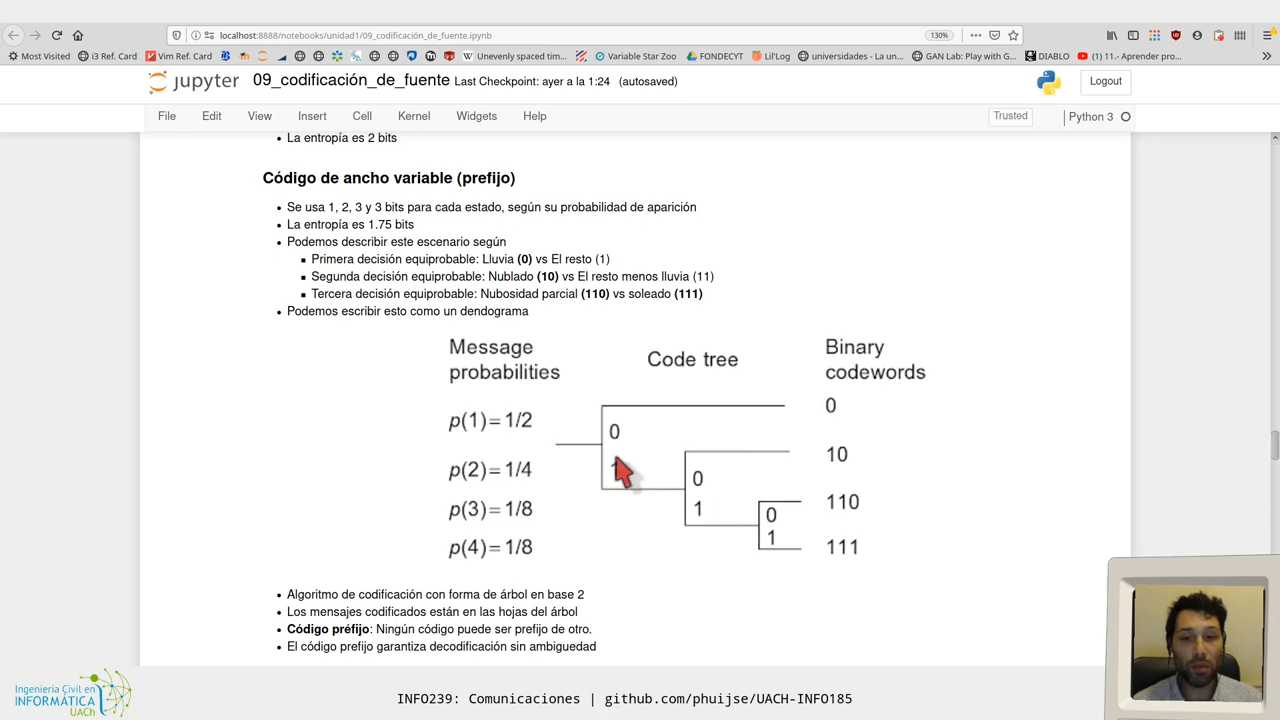 localhost:8888/notebooks/unidad1/09_codificación_de_fuente.ipynb
130%
Most Visited
i3 Ref. Card
Vim Ref. Card
Unevenly spaced tim...
Variable Star Zoo
FONDECYT
Lil'Log
universidades - La un...
GAN Lab: Play with G...
DIABLO
(1) 11.- Aprender pro...
jupyter 09_codificación_de_fuente Last Checkpoint: ayer a la 1:24 (autosaved)
Logout
File Edit View Insert Cell Kernel Widgets Help
Trusted
Python 3
La entropía es 2 bits
Código de ancho variable (prefijo)
Se usa 1, 2, 3 y 3 bits para cada estado, según su probabilidad de aparición
La entropía es 1.75 bits
Podemos describir este escenario según
Primera decisión equiprobable: Lluvia (0) vs El resto (1)
Segunda decisión equiprobable: Nublado (10) vs El resto menos lluvia (11)
Tercera decisión equiprobable: Nubosidad parcial (110) vs soleado (111)
Podemos escribir esto como un dendograma
Message
probabilities
Code tree
Binary
codewords
p(1)= 1/2
0
0
p(2)= 1/4
10
0
p(3)= 1/8
1
110
0
p(4)= 1/8
1
111
Algoritmo de codificación con forma de árbol en base 2
Los mensajes codificados están en las hojas del árbol
Código préfijo: Ningún código puede ser prefijo de otro.
El código prefijo garantiza decodificación sin ambiguedad
Ingeniería Civil en
INFORMÁTICA
UACh
INFO239: Comunicaciones | github.com/phuijse/UACH-INFO185